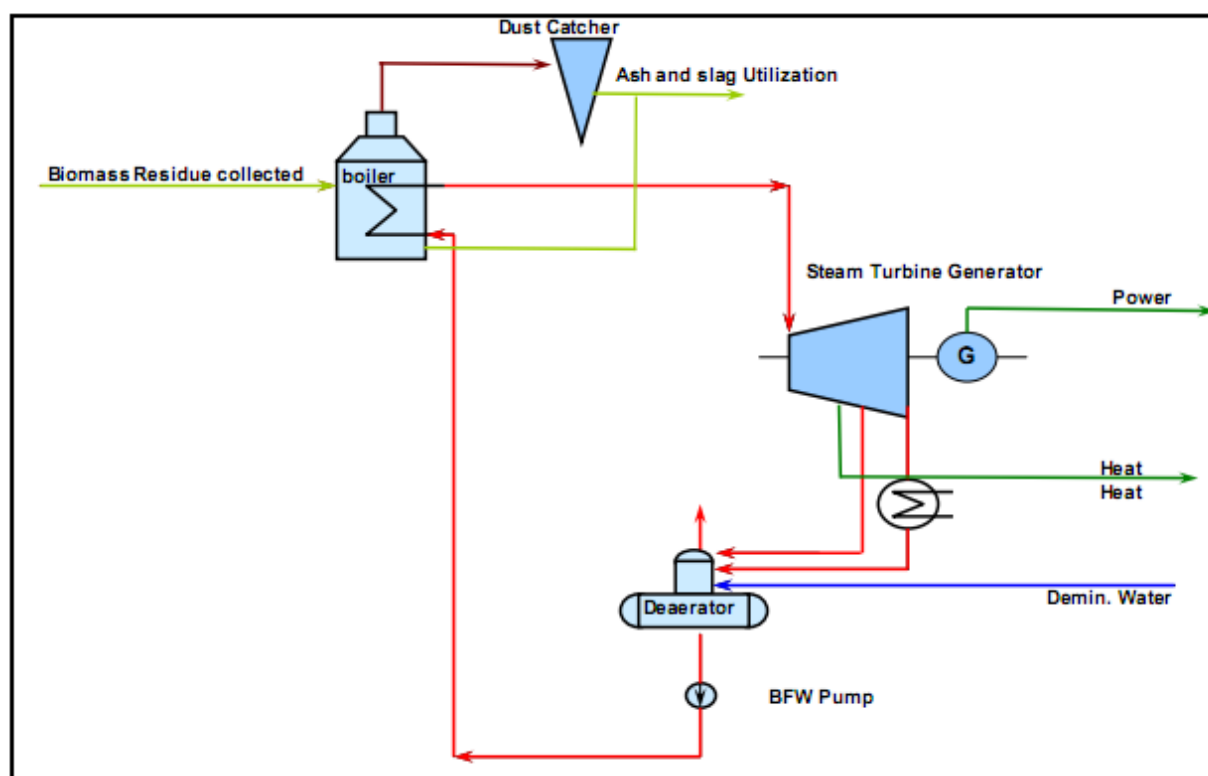 Dust Catcher
Ash and slag Utilization
Biomass Residue collected
boiler
Steam Turbine Generator
Power
G
Heat
Heat
Deaerator
Demin. Water
BFW Pump